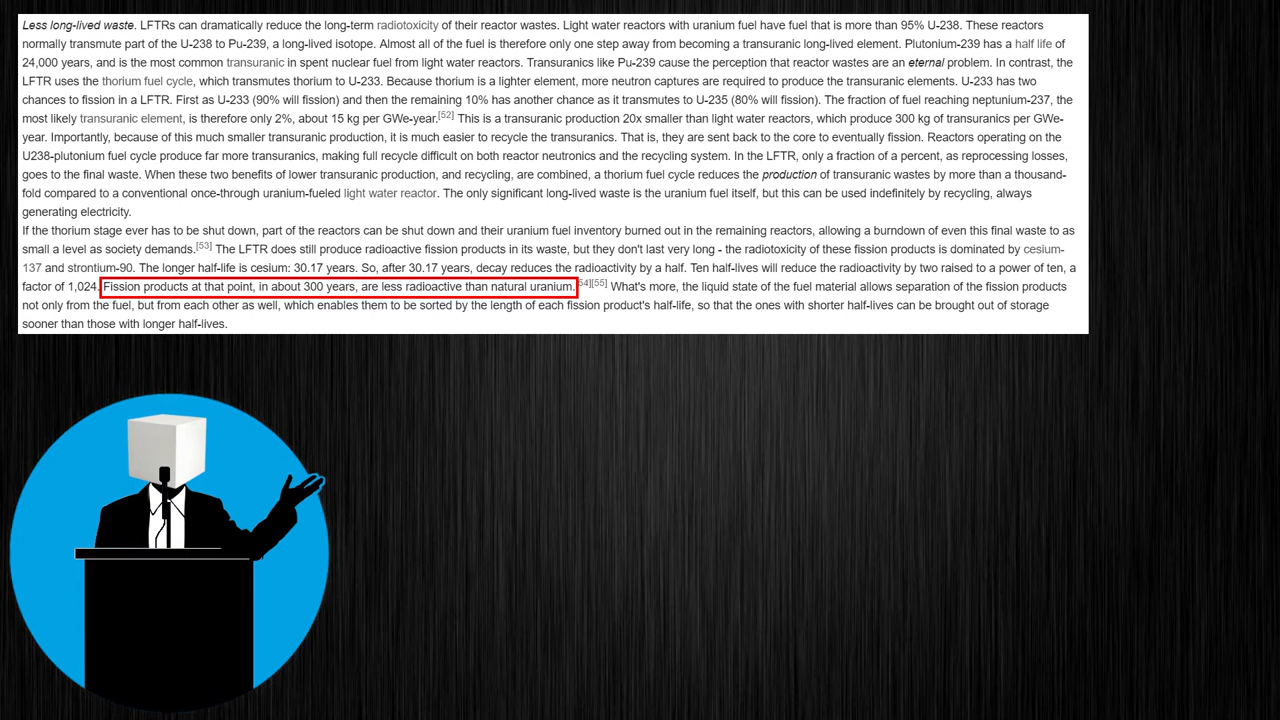 Less long-lived waste. LFTRs can dramatically reduce the long-term radiotoxicity of their reactor wastes. Light water reactors with uranium fuel have fuel that is more than 95% U-238. These reactors
normally transmute part of the U-238 to Pu-239, a long-lived isotope. Almost all of the fuel is therefore only one step away from becoming a transuranic long-lived element. Plutonium-239 has a half life of
24,000 years, and is the most common transuranic in spent nuclear fuel from light water reactors. Transuranics like Pu-239 cause the perception that reactor wastes are an eternal problem. In contrast, the
LFTR uses the thorium fuel cycle, which transmutes thorium to U-233. Because thorium is a lighter element, more neutron captures are required to produce the transuranic elements. U-233 has two
chances to fission in a LFTR. First as U-233 (90% will fission) and then the remaining 10% has another chance as it transmutes to U-235 (80% will fission). The fraction of fuel reaching neptunium-237, the
most likely transuranic element, is therefore only 2%, about 15 kg per GWe-year.[52] This is a transuranic production 20x smaller than light water reactors, which produce 300 kg of transuranics per GWe-
year. Importantly, because of this much smaller transuranic production, it is much easier to recycle the transuranics. That is, they are sent back to the core to eventually fission. Reactors operating on the
U238-plutonium fuel cycle produce far more transuranics, making full recycle difficult on both reactor neutronics and the recycling system. In the LFTR, only a fraction of a percent, as reprocessing losses,
goes to the final waste. When these two benefits of lower transuranic production, and recycling, are combined, a thorium fuel cycle reduces the production of transuranic wastes by more than a thousand-
fold compared to a conventional once-through uranium-fueled light water reactor. The only significant long-lived waste is the uranium fuel itself, but this can be used indefinitely by recycling, always
generating electricity.
If the thorium stage ever has to be shut down, part of the reactors can be shut down and their uranium fuel inventory burned out in the remaining reactors, allowing a burndown of even this final waste to as
small a level as society demands.[53] The LFTR does still produce radioactive fission products in its waste, but they don't last very long - the radiotoxicity of these fission products is dominated by cesium-
137 and strontium-90. The longer half-life is cesium: 30.17 years. So, after 30.17 years, decay reduces the radioactivity by a half. Ten half-lives will reduce the radioactivity by two raised to a power of ten, a
factor of 1,024. Fission products at that point, in about 300 years, are less radioactive than natural uranium.[54][55] What's more, the liquid state of the fuel material allows separation of the fission products
not only from the fuel, but from each other as well, which enables them to be sorted by the length of each fission product's half-life, so that the ones with shorter half-lives can be brought out of storage
sooner than those with longer half-lives.